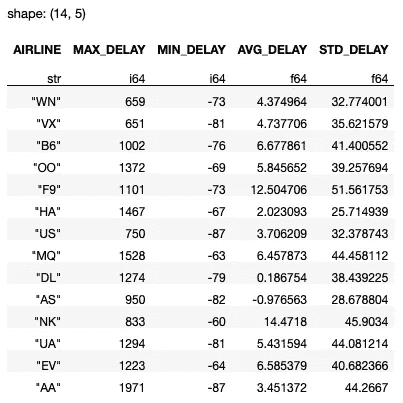 shape: (14, 5)
AIRLINE MAX_DELAY MIN_DELAY AVG_DELAY STD_DELAY
str i64 i64 f64 f64
"WN" 659 -73 4.374964 32.774001
"VX" 651 -81 4.737706 35.621579
"B6" 1002 -76 6.677861 41.400552
"OO" 1372 -69 5.845652 39.257694
"F9" 1101 -73 12.504706 51.561753
"HA" 1467 -67 2.023093 25.714939
"US" 750 -87 3.706209 32.378743
"MQ" 1528 -63 6.457873 44.458112
"DL" 1274 -79 0.186754 38.439225
"AS" 950 -82 -0.976563 28.678804
"NK" 833 -60 14.4718 45.9034
"UA" 1294 -81 5.431594 44.081214
"EV" 1223 -64 6.585379 40.682366
"AA" 1971 -87 3.451372 44.2667